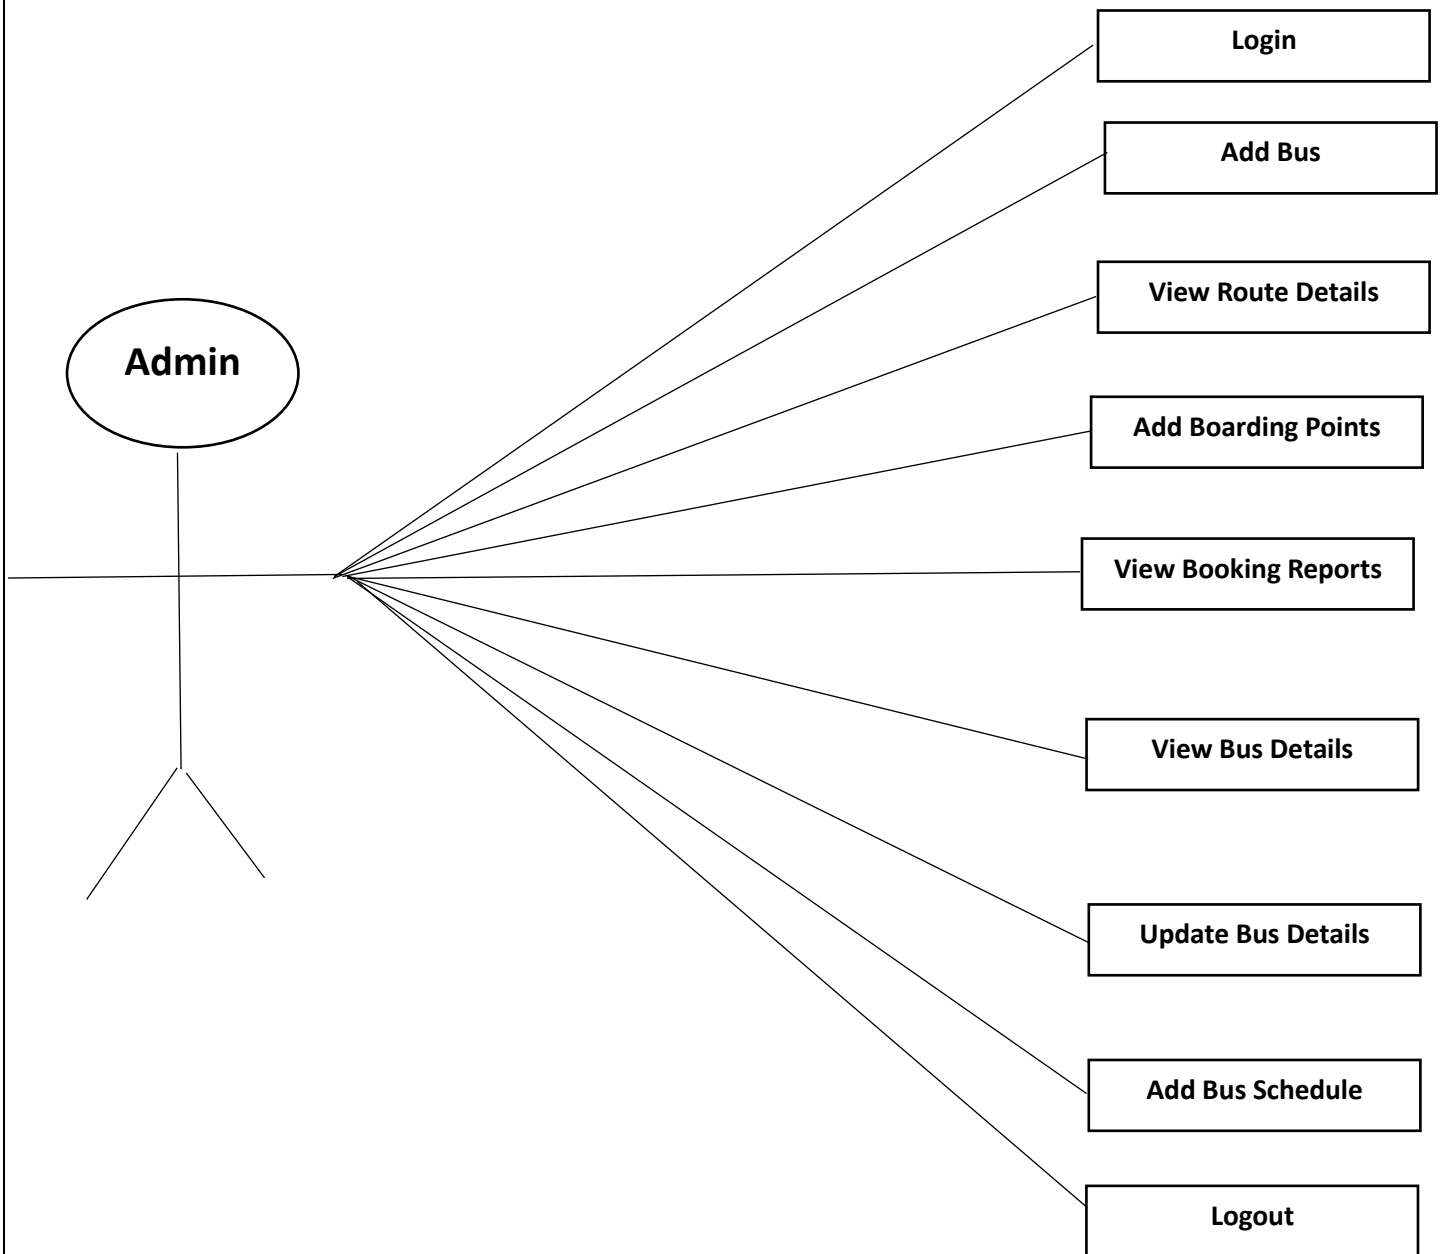 Login
Add Bus
View Route Details
Admin
Add Boarding Points
View Booking Reports
View Bus Details
Update Bus Details
Add Bus Schedule
Logout